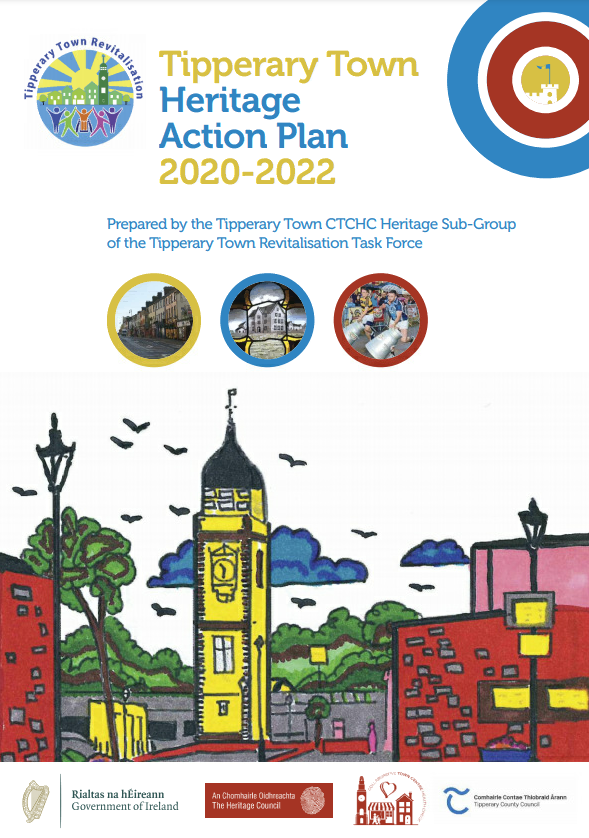 Tipperary Town Revitalisation
Tipperary Town
Heritage
Action Plan
2020-2022
Prepared by the Tipperary Town CTCHC Heritage Sub-Group
of the Tipperary Town Revitalisation Task Force
Rialtas na hÉireann
Government of Ireland
An Chomhairle Oidhreachta
The Heritage Council
Comhairle Contae Thiobraid Árann
Tipperary County Council